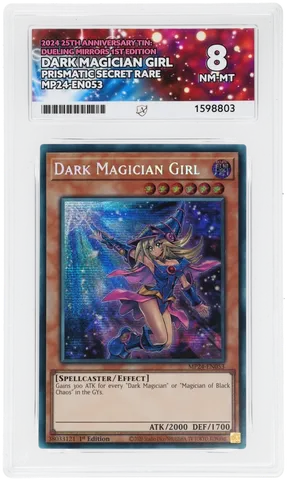 2024 25TH ANNIVERSARY TIN:
DUELING MIRRORS 1ST EDITION
DARK MAGICIAN GIRL
PRISMATIC SECRET RARE
MP24-EN053
8
NM-MT
1598803
DARK MAGICIAN GIRL
MP24-EN053
[SPELLCASTER/EFFECT]
Gains 300 ATK for every "Dark Magician" or "Magician of Black
Chaos" in the GYs.
ATK/2000 DEF/1700
38033121 1st Edition